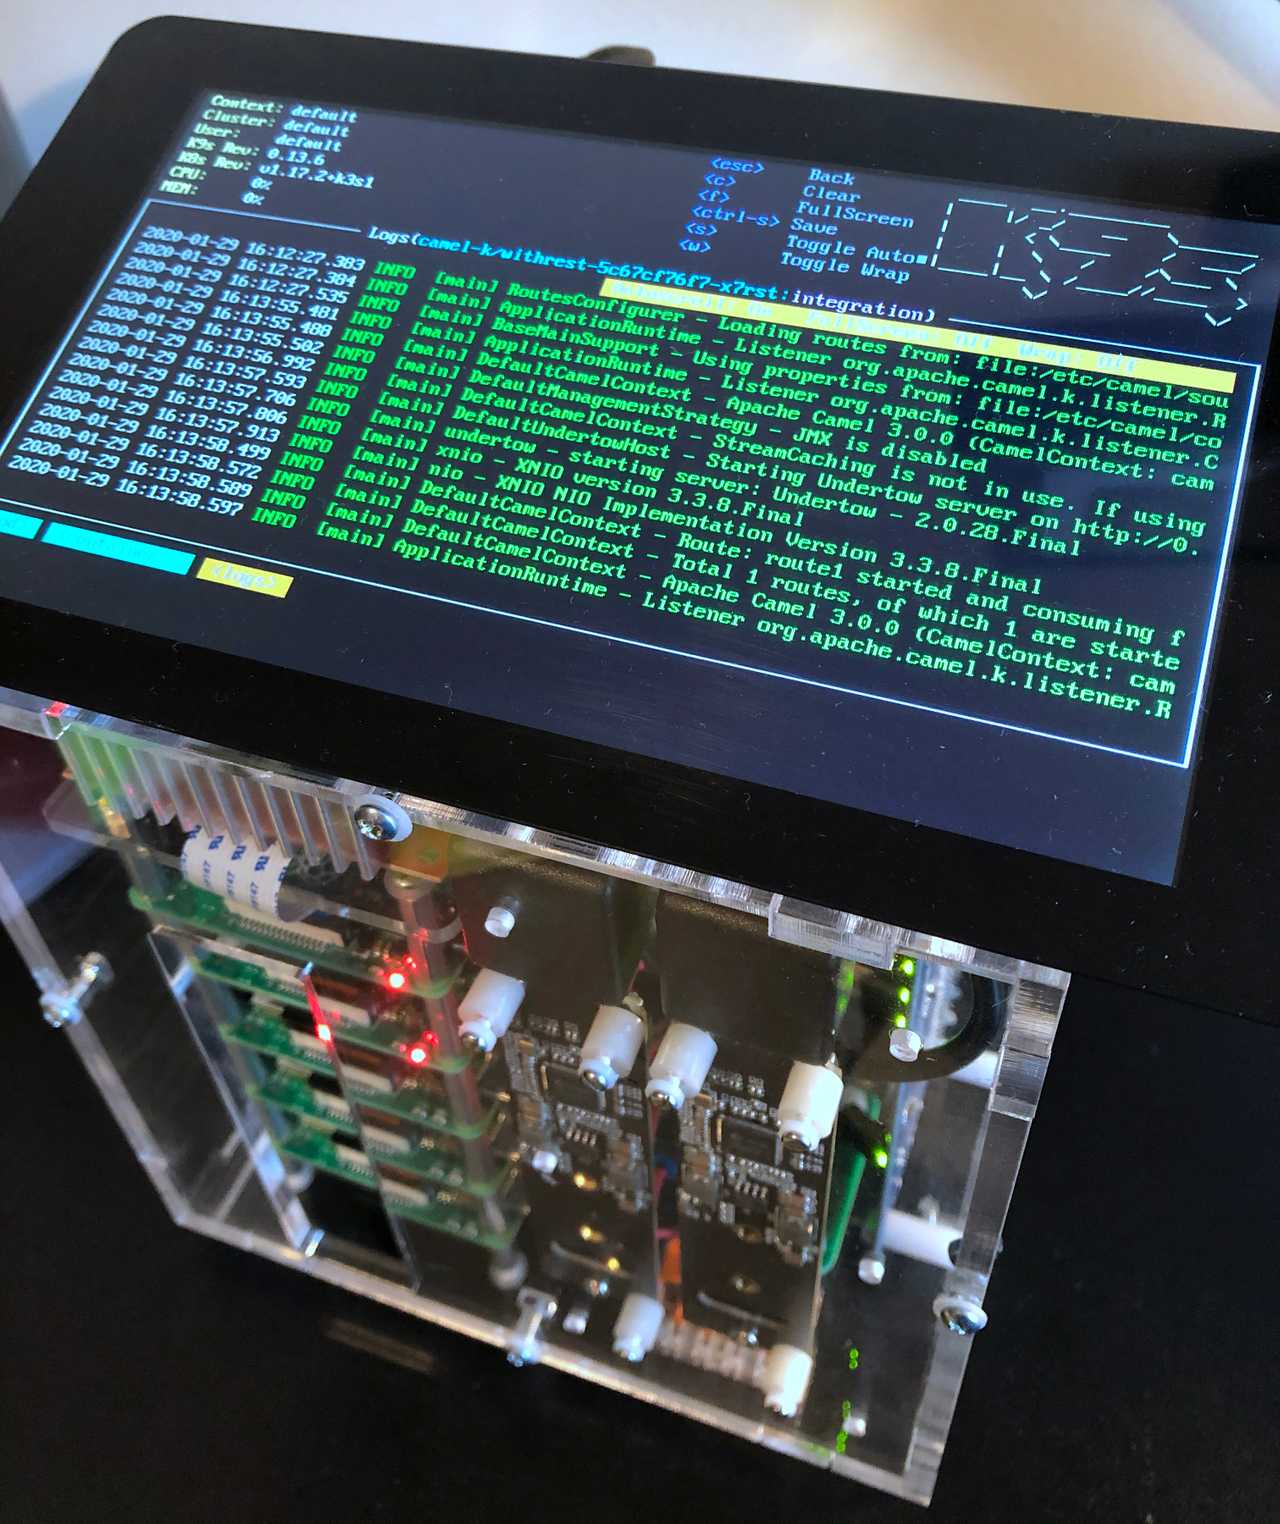 Context: default
Cluster: default
User: default
K9s Rev: 0.13.6
K8s Rev: v1.17.2+k3s1
CPU: 0%
MEM: 0%
<esc> Back
<c> Clear
<f> FullScreen
<ctrl-s> Save
<s> Toggle Auto
<w> Toggle Wrap
Logs(camel-k/withrest-5c67cf76f7-x7rst:integration)
FullScreen: Off Wrap: Off
2020-01-29 16:12:27.383 INFO [main] RoutesConfigurer - Loading routes from: file:/etc/camel/sou
2020-01-29 16:12:27.384 INFO [main] ApplicationRuntime - Listener org.apache.camel.k.listener.R
2020-01-29 16:12:27.535 INFO [main] BaseMainSupport - Using properties from: file:/etc/camel/co
2020-01-29 16:13:55.481 INFO [main] ApplicationRuntime - Listener org.apache.camel.k.listener.C
2020-01-29 16:13:55.488 INFO [main] DefaultCamelContext - Apache Camel 3.0.0 (CamelContext: cam
2020-01-29 16:13:55.502 INFO [main] DefaultManagementStrategy - JMX is disabled
2020-01-29 16:13:56.992 INFO [main] DefaultCamelContext - StreamCaching is not in use. If using
2020-01-29 16:13:57.593 INFO [main] DefaultUndertowHost - Starting Undertow server on http://0.
2020-01-29 16:13:57.706 INFO [main] undertow - starting server: Undertow - 2.0.28.Final
2020-01-29 16:13:57.806 INFO [main] xnio - XNIO version 3.3.8.Final
2020-01-29 16:13:57.913 INFO [main] nio - XNIO NIO Implementation Version 3.3.8.Final
2020-01-29 16:13:58.499 INFO [main] DefaultCamelContext - Route: route1 started and consuming f
2020-01-29 16:13:58.572 INFO [main] DefaultCamelContext - Total 1 routes, of which 1 are starte
2020-01-29 16:13:58.589 INFO [main] DefaultCamelContext - Apache Camel 3.0.0 (CamelContext: cam
2020-01-29 16:13:58.597 INFO [main] ApplicationRuntime - Listener org.apache.camel.k.listener.R
<logs>